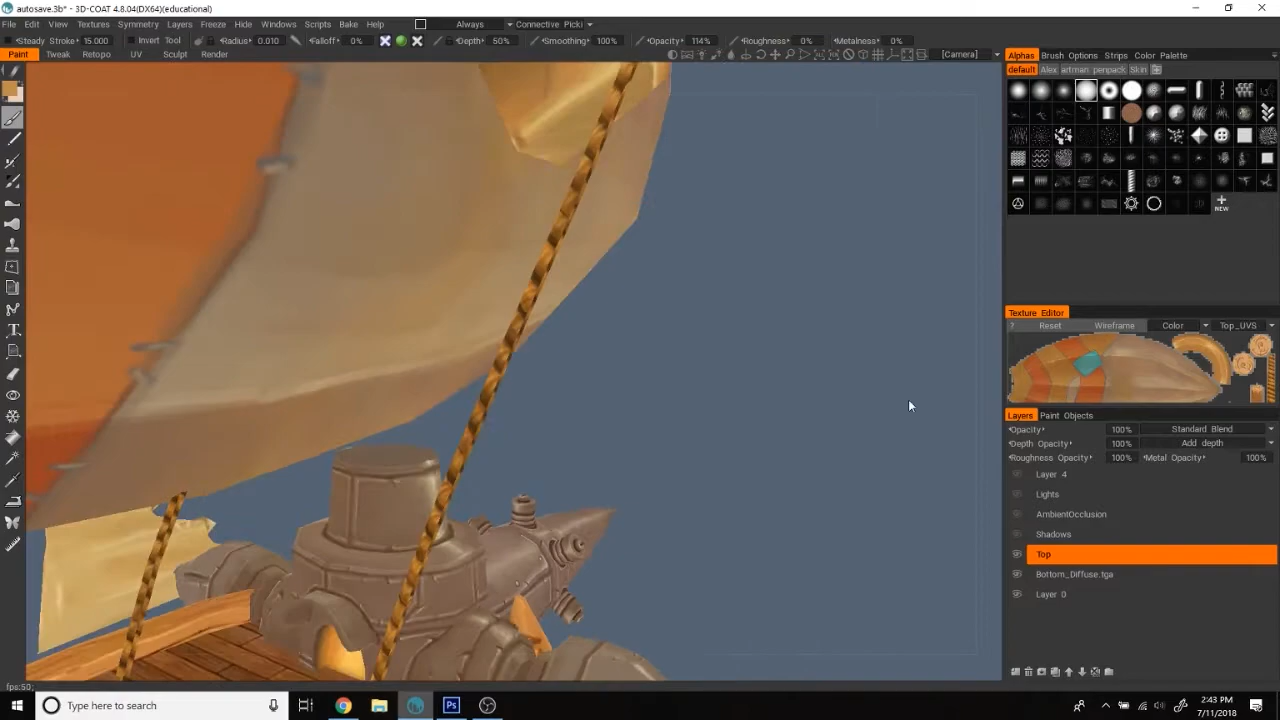 autosave.3b* - 3D-COAT 4.8.04(DX64)(educational)
File Edit View Textures Symmetry Layers Freeze Hide Windows Scripts Bake Help Always Connective Picki
Steady Stroke 15.000 Invert Tool Radius 0.010 Falloff 0% Depth 50% Smoothing 100% Opacity 114% Roughness 0% Metalness 0%
Paint Tweak Retopo UV Sculpt Render [Camera]
Alphas Brush Options Strips Color Palette
default Alex artman penpack Skin
NEW
Texture Editor
? Reset Wireframe Color Top_UVS
Layers Paint Objects
Opacity 100% Standard Blend
Depth Opacity 100% Add depth
Roughness Opacity 100% Metal Opacity 100%
Layer 4
Lights
AmbientOcclusion
Shadows
Top
Bottom_Diffuse.tga
Layer 0
fps:50;
Type here to search
Ps
2:43 PM
7/11/2018